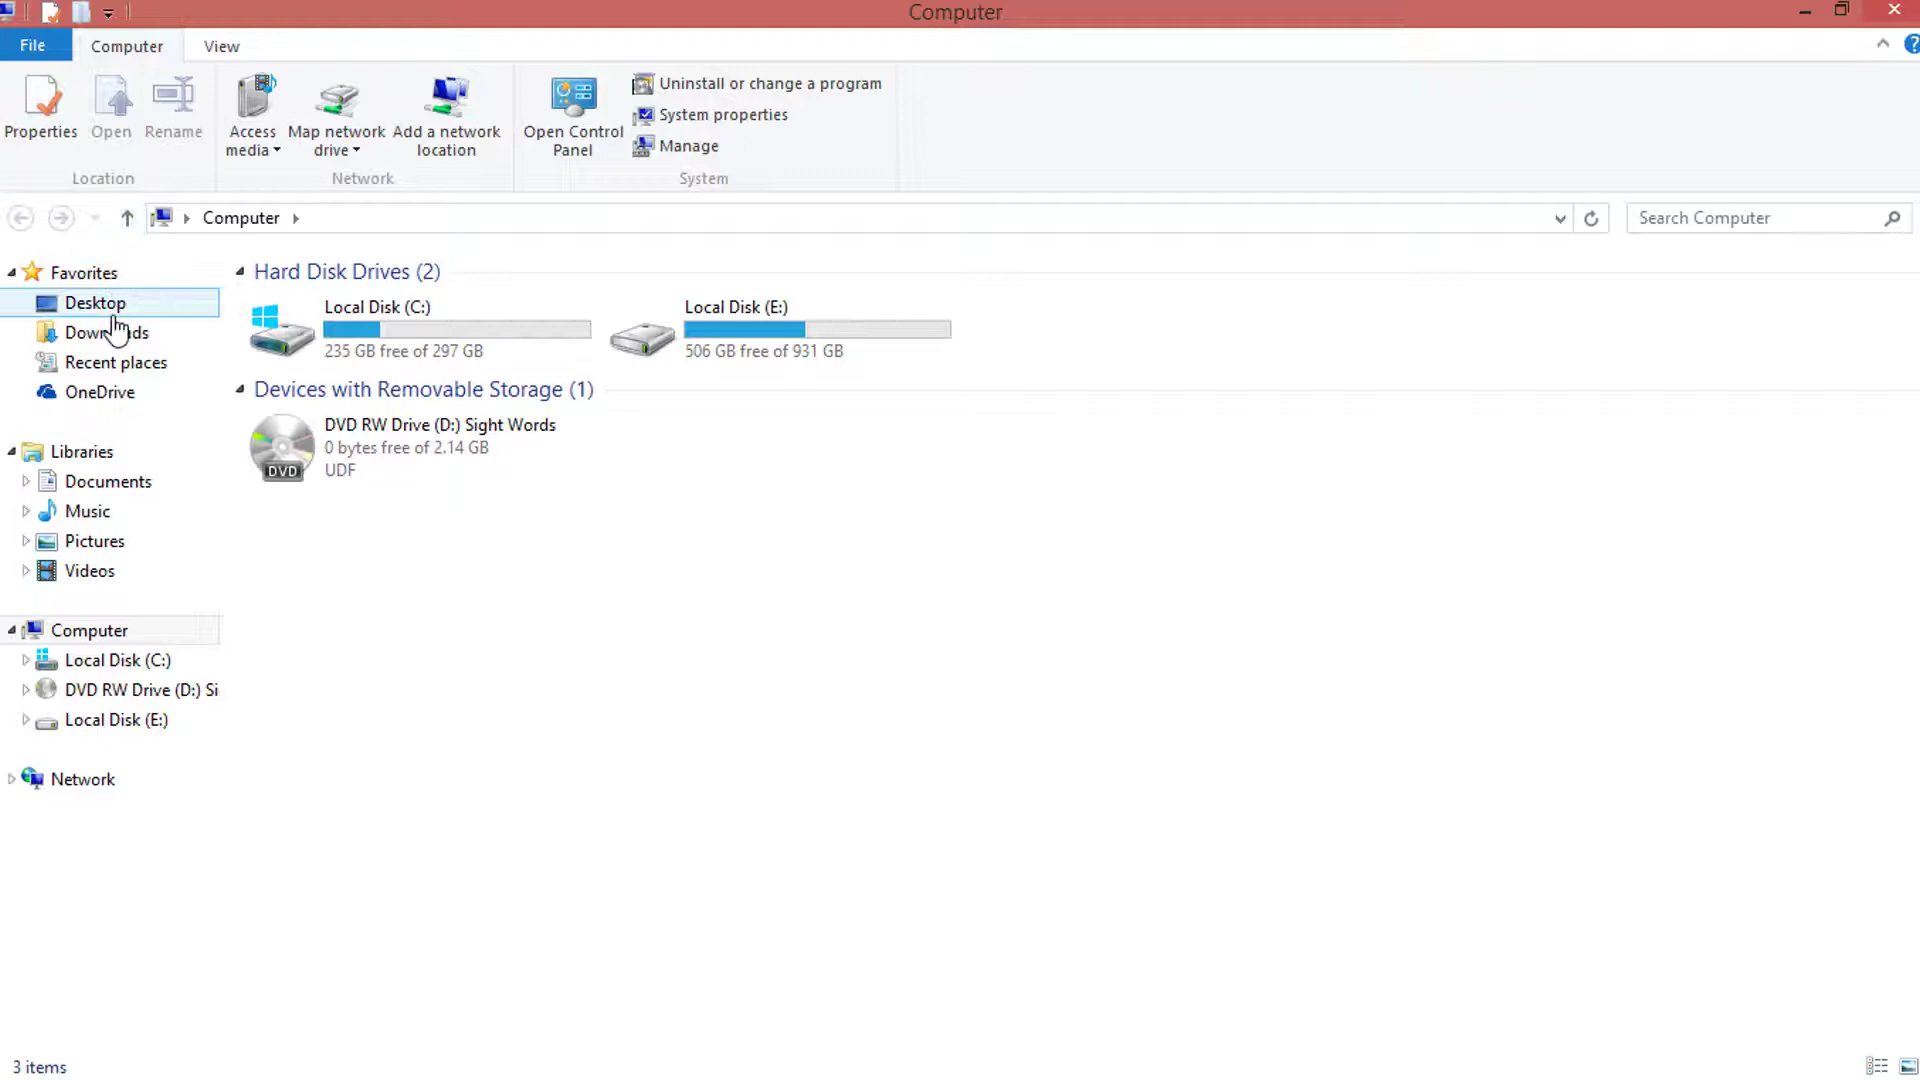 Computer
File
Computer
View
Properties
Open
Rename
Access
media
Map network
drive
Add a network
location
Open Control
Panel
Uninstall or change a program
System properties
Manage
Location
Network
System
Computer
Search Computer
Favorites
Desktop
Recent places
OneDrive
Libraries
Documents
Music
Pictures
Videos
Computer
Local Disk (C:)
DVD RW Drive (D:) Si
Local Disk (E:)
Network
Hard Disk Drives (2)
Local Disk (C:)
235 GB free of 297 GB
Local Disk (E:)
506 GB free of 931 GB
Devices with Removable Storage (1)
DVD RW Drive (D:) Sight Words
0 bytes free of 2.14 GB
UDF
DVD
3 items